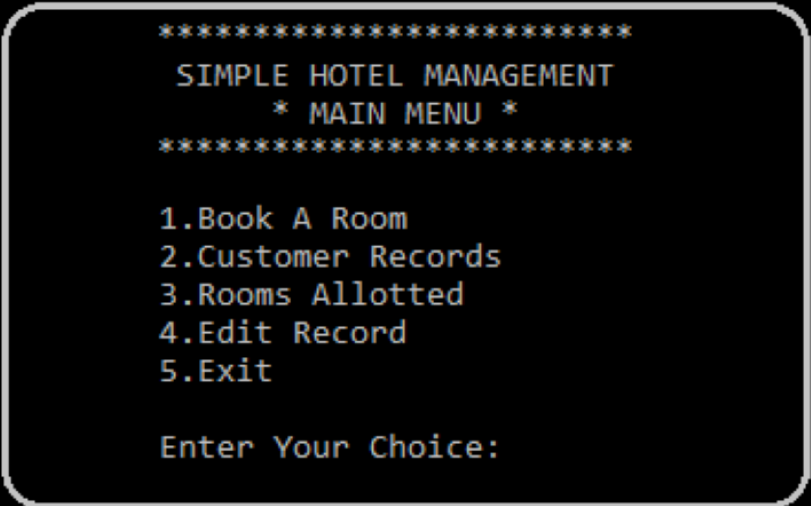 *************************
SIMPLE HOTEL MANAGEMENT
* MAIN MENU *
*************************
1.Book A Room
2.Customer Records
3.Rooms Allotted
4.Edit Record
5.Exit
Enter Your Choice: